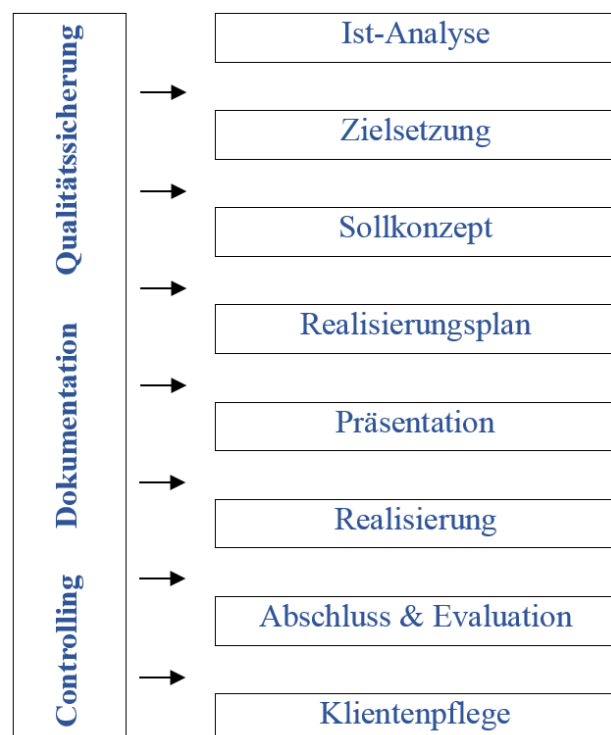 Qualitätssicherung
Dokumentation
Controlling
Ist-Analyse
Zielsetzung
Sollkonzept
Realisierungsplan
Präsentation
Realisierung
Abschluss & Evaluation
Klientenpflege